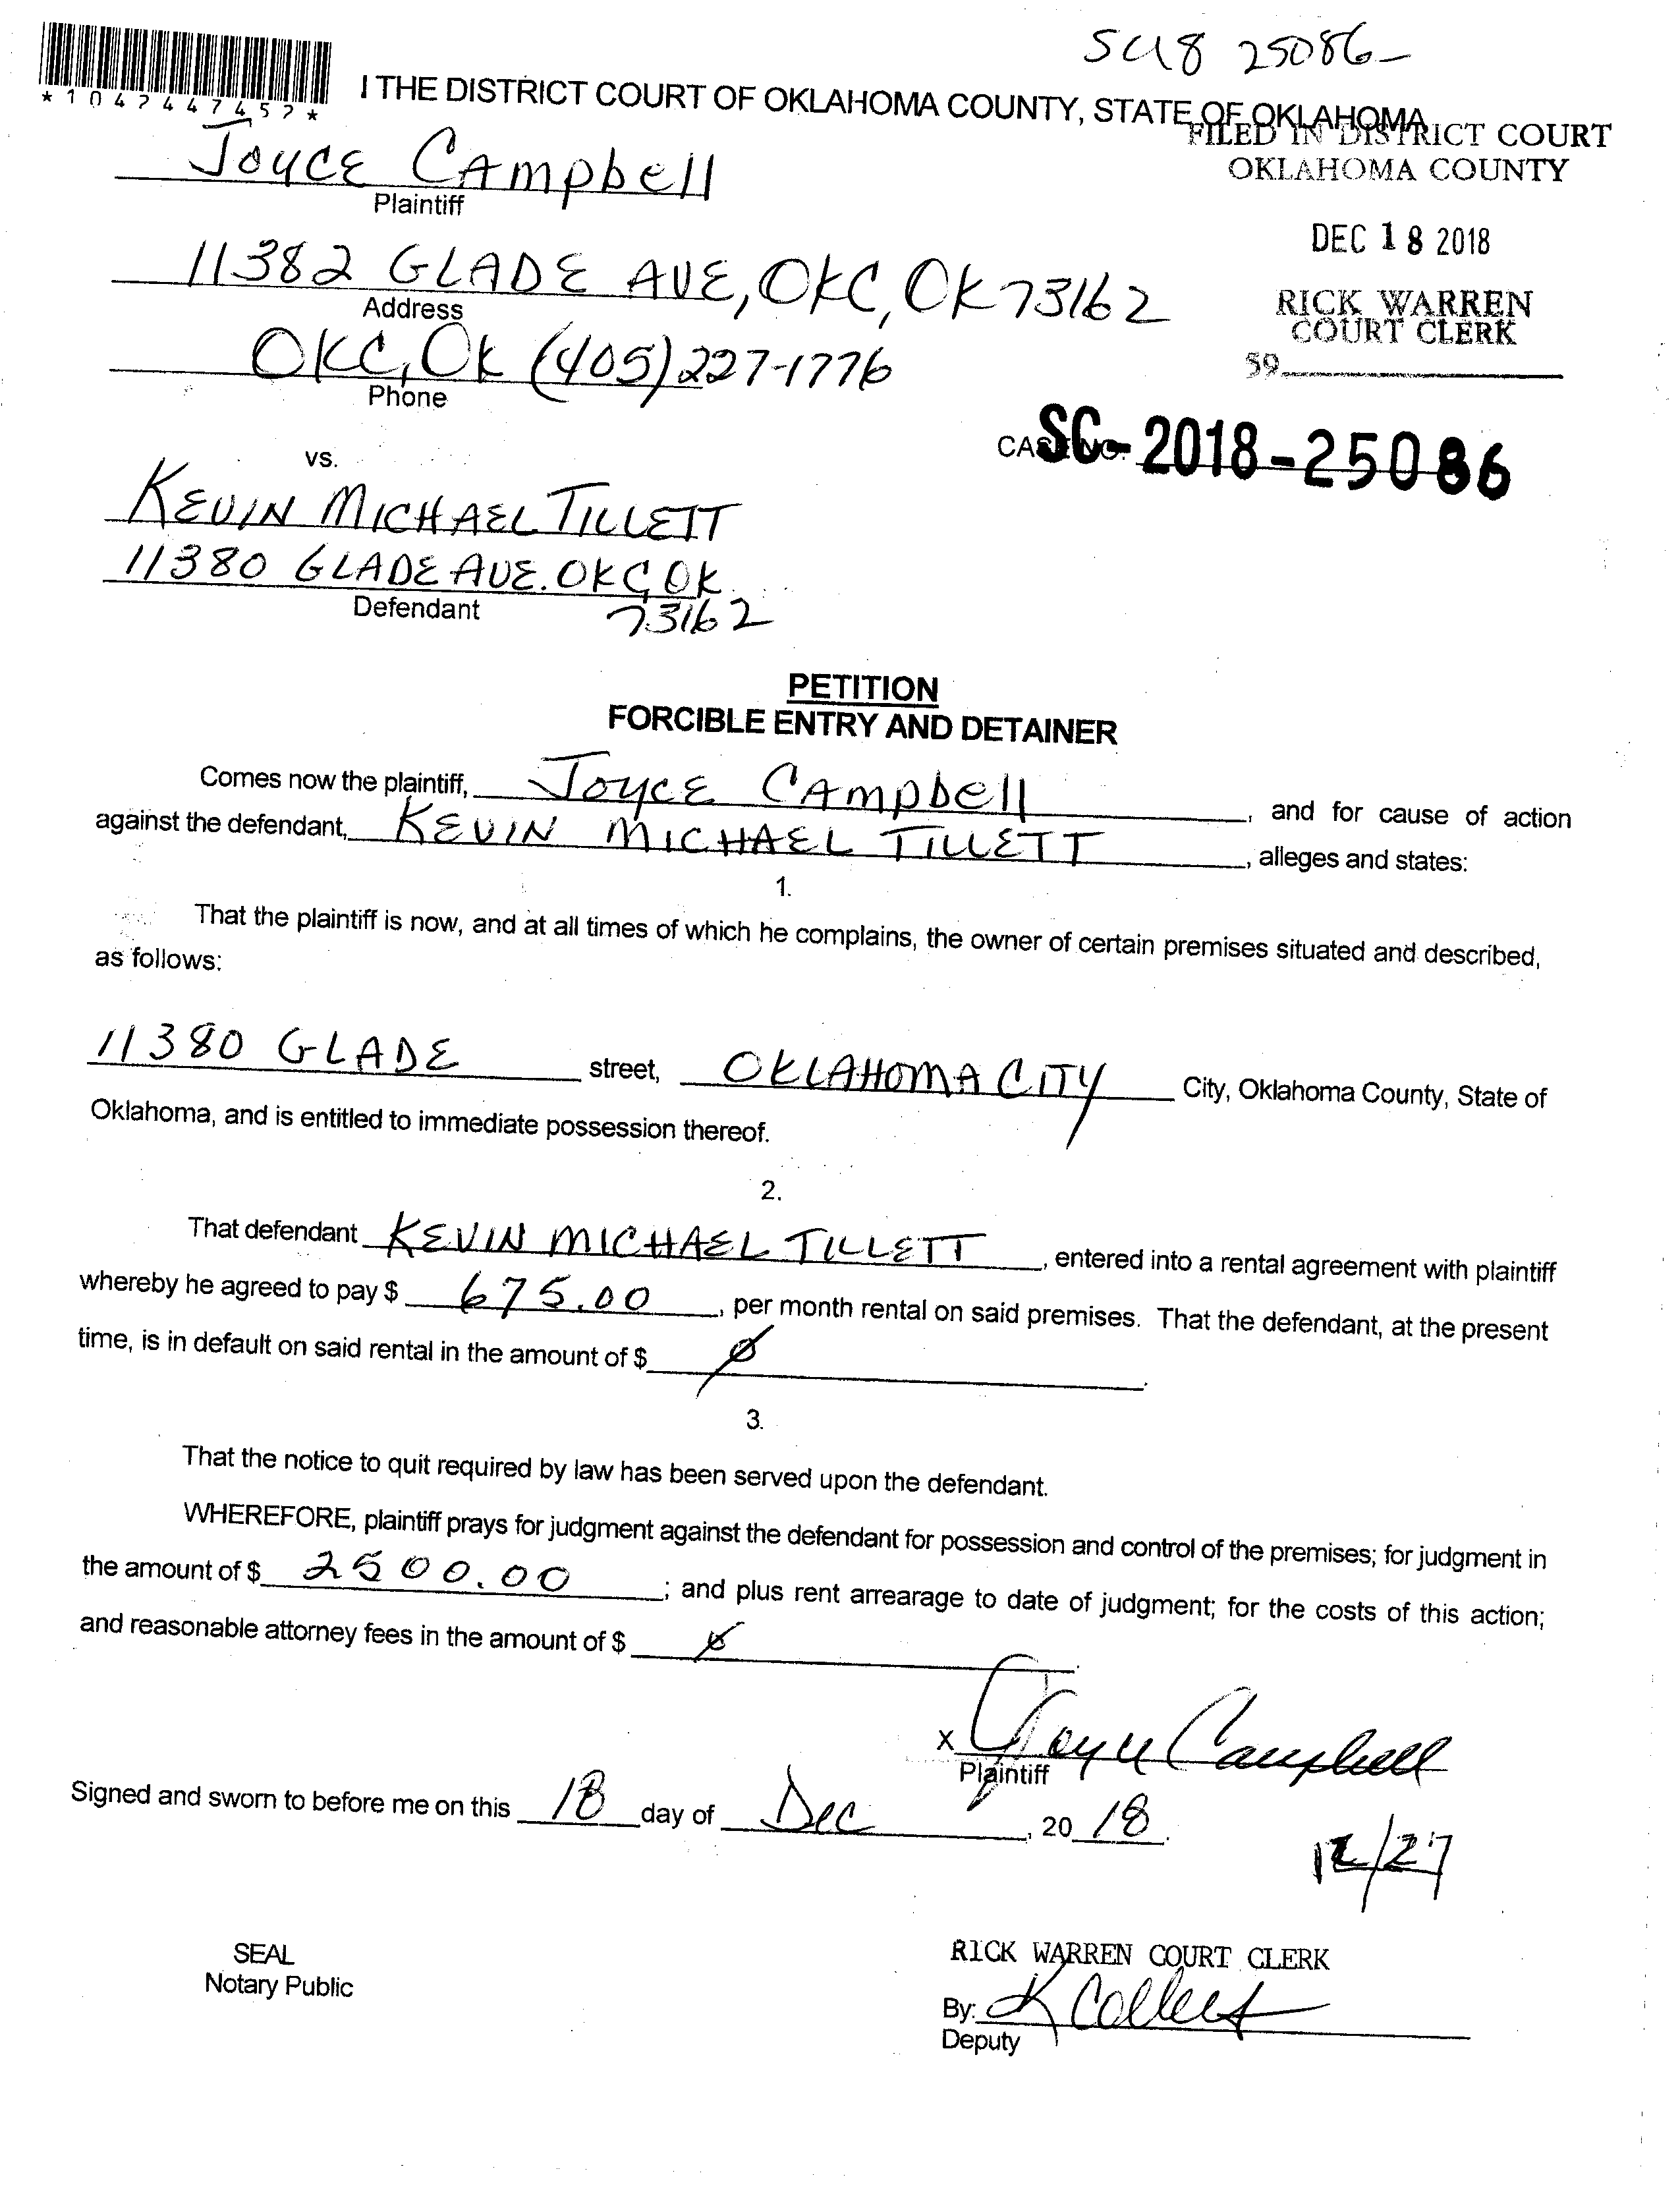 SC18 25086-
*1042447452*
I THE DISTRICT COURT OF OKLAHOMA COUNTY, STATE OF OKLAHOMA
FILED IN DISTRICT COURT
OKLAHOMA COUNTY
Joyce Campbell
Plaintiff
DEC 18 2018
11382 GLADE AVE, OKC, OK 73162
Address
RICK WARREN
COURT CLERK
OKC, OK (405) 227-1776
Phone
59
CASE NO. SC-2018-25086
vs.
KEVIN MICHAEL TILLETT
11380 GLADE AVE. OKC, OK
73162
Defendant
PETITION
FORCIBLE ENTRY AND DETAINER
Comes now the plaintiff, Joyce Campbell, and for cause of action
against the defendant, KEVIN MICHAEL TILLETT, alleges and states:
1.
That the plaintiff is now, and at all times of which he complains, the owner of certain premises situated and described,
as follows:
11380 GLADE street, OKLAHOMA CITY City, Oklahoma County, State of
Oklahoma, and is entitled to immediate possession thereof.
2.
That defendant KEVIN MICHAEL TILLETT, entered into a rental agreement with plaintiff
whereby he agreed to pay $ 675.00, per month rental on said premises. That the defendant, at the present
time, is in default on said rental in the amount of $ Ø.
3.
That the notice to quit required by law has been served upon the defendant.
WHEREFORE, plaintiff prays for judgment against the defendant for possession and control of the premises; for judgment in
the amount of $ 2500.00; and plus rent arrearage to date of judgment; for the costs of this action;
and reasonable attorney fees in the amount of $ Ø.
X Joyce Campbell
Plaintiff
Signed and sworn to before me on this 18 day of Dec, 2018.
12/27
SEAL
Notary Public
RICK WARREN COURT CLERK
By: K
Deputy